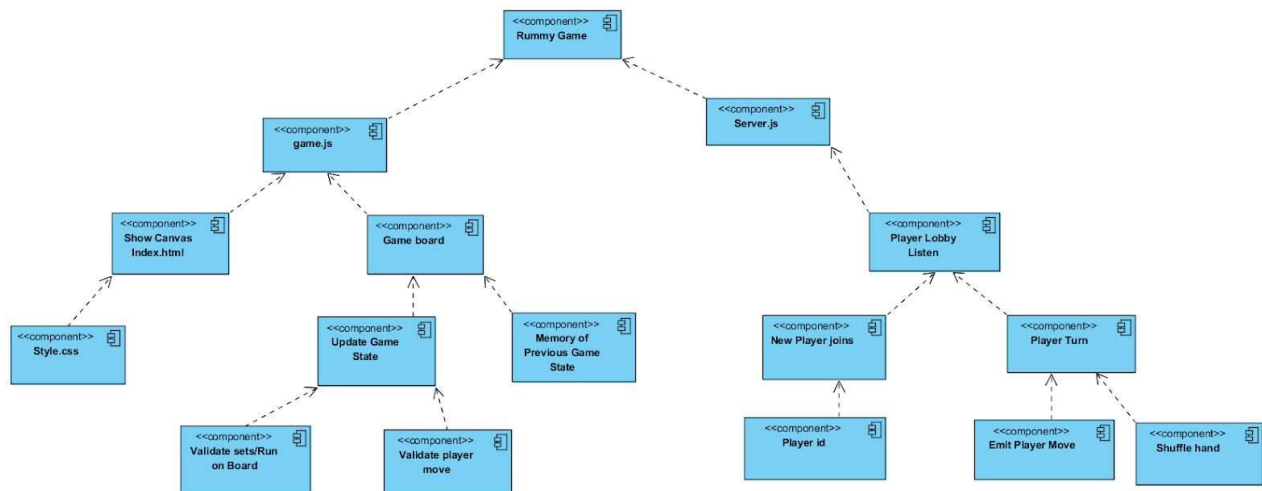 <<component>>
Rummy Game
<<component>>
Server.js
<<component>>
game.js
<<component>>
Show Canvas
Index.html
<<component>>
Game board
<<component>>
Player Lobby
Listen
<<component>>
Style.css
<<component>>
Update Game
State
<<component>>
Memory of
Previous Game
State
<<component>>
New Player joins
<<component>>
Player Turn
<<component>>
Validate sets/Run
on Board
<<component>>
Validate player
move
<<component>>
Player id
<<component>>
Emit Player Move
<<component>>
Shuffle hand